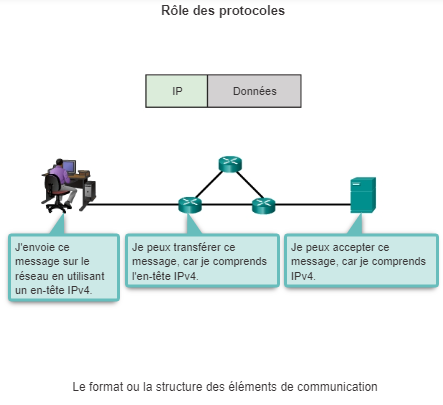 Rôle des protocoles
IP
Données
J'envoie ce
message sur le
réseau en utilisant
un en-tête IPv4.
Je peux transférer ce
message, car je comprends
l'en-tête IPv4.
Je peux accepter ce
message, car je comprends
IPv4.
Le format ou la structure des éléments de communication